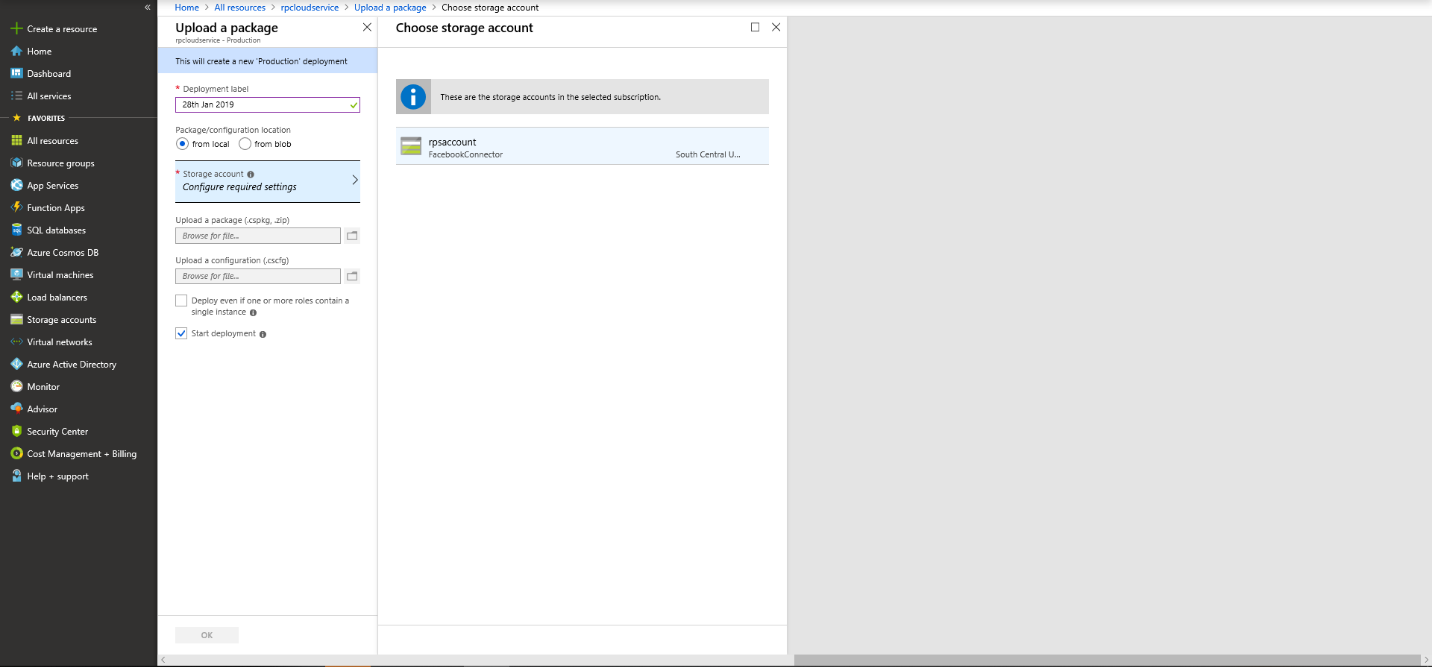 «
Home > All resources > rpcloudservice > Upload a package > Choose storage account
Create a resource
Home
Dashboard
All services
FAVORITES
All resources
Resource groups
App Services
Function Apps
SQL databases
Azure Cosmos DB
Virtual machines
Load balancers
Storage accounts
Virtual networks
Azure Active Directory
Monitor
Advisor
Security Center
Cost Management + Billing
Help + support
Upload a package
rpcloudservice - Production
This will create a new 'Production' deployment
* Deployment label
28th Jan 2019
Package/configuration location
from local from blob
* Storage account
Configure required settings
Upload a package (.cspkg, .zip)
Browse for file...
Upload a configuration (.cscfg)
Browse for file...
Deploy even if one or more roles contain a
single instance
Start deployment
OK
Choose storage account
These are the storage accounts in the selected subscription.
rpsaccount
FacebookConnector South Central U...